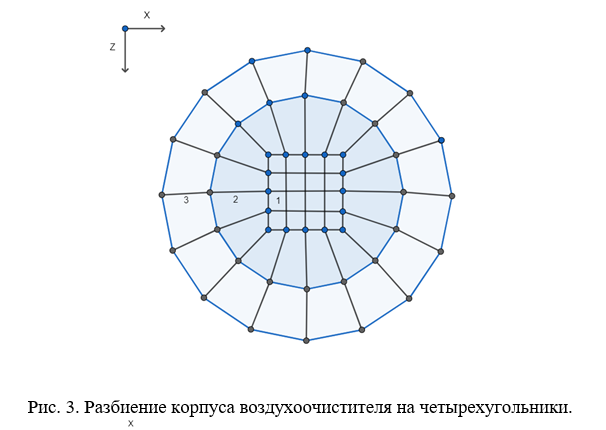 X
Z
3
2
1
Рис. 3. Разбиение корпуса воздухоочистителя на четырехугольники.
X